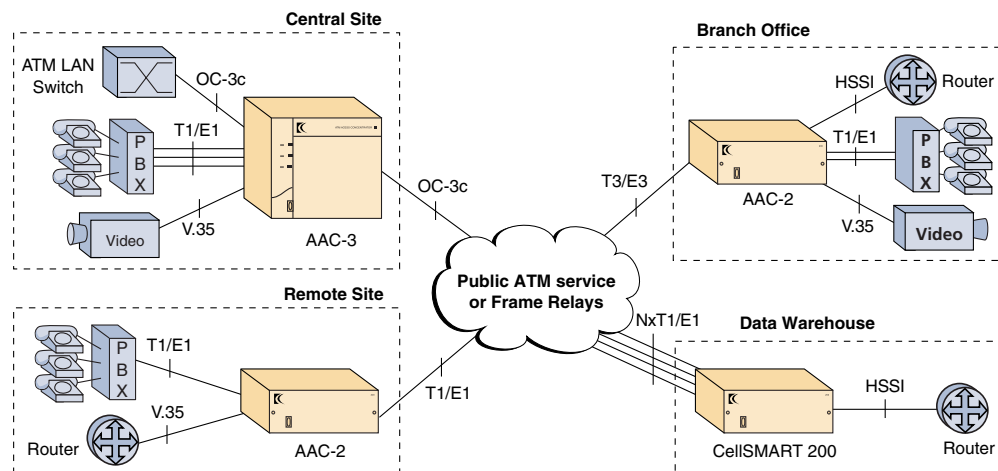 Central Site
ATM LAN
Switch
OC-3c
T1/E1
P
B
X
V.35
Video
AAC-3
OC-3c
Branch Office
HSSI
Router
T1/E1
P
B
X
T3/E3
AAC-2
V.35
Video
Public ATM service
or Frame Relays
Remote Site
P
B
X
T1/E1
V.35
Router
AAC-2
T1/E1
NxT1/E1
Data Warehouse
HSSI
CellSMART 200
Router